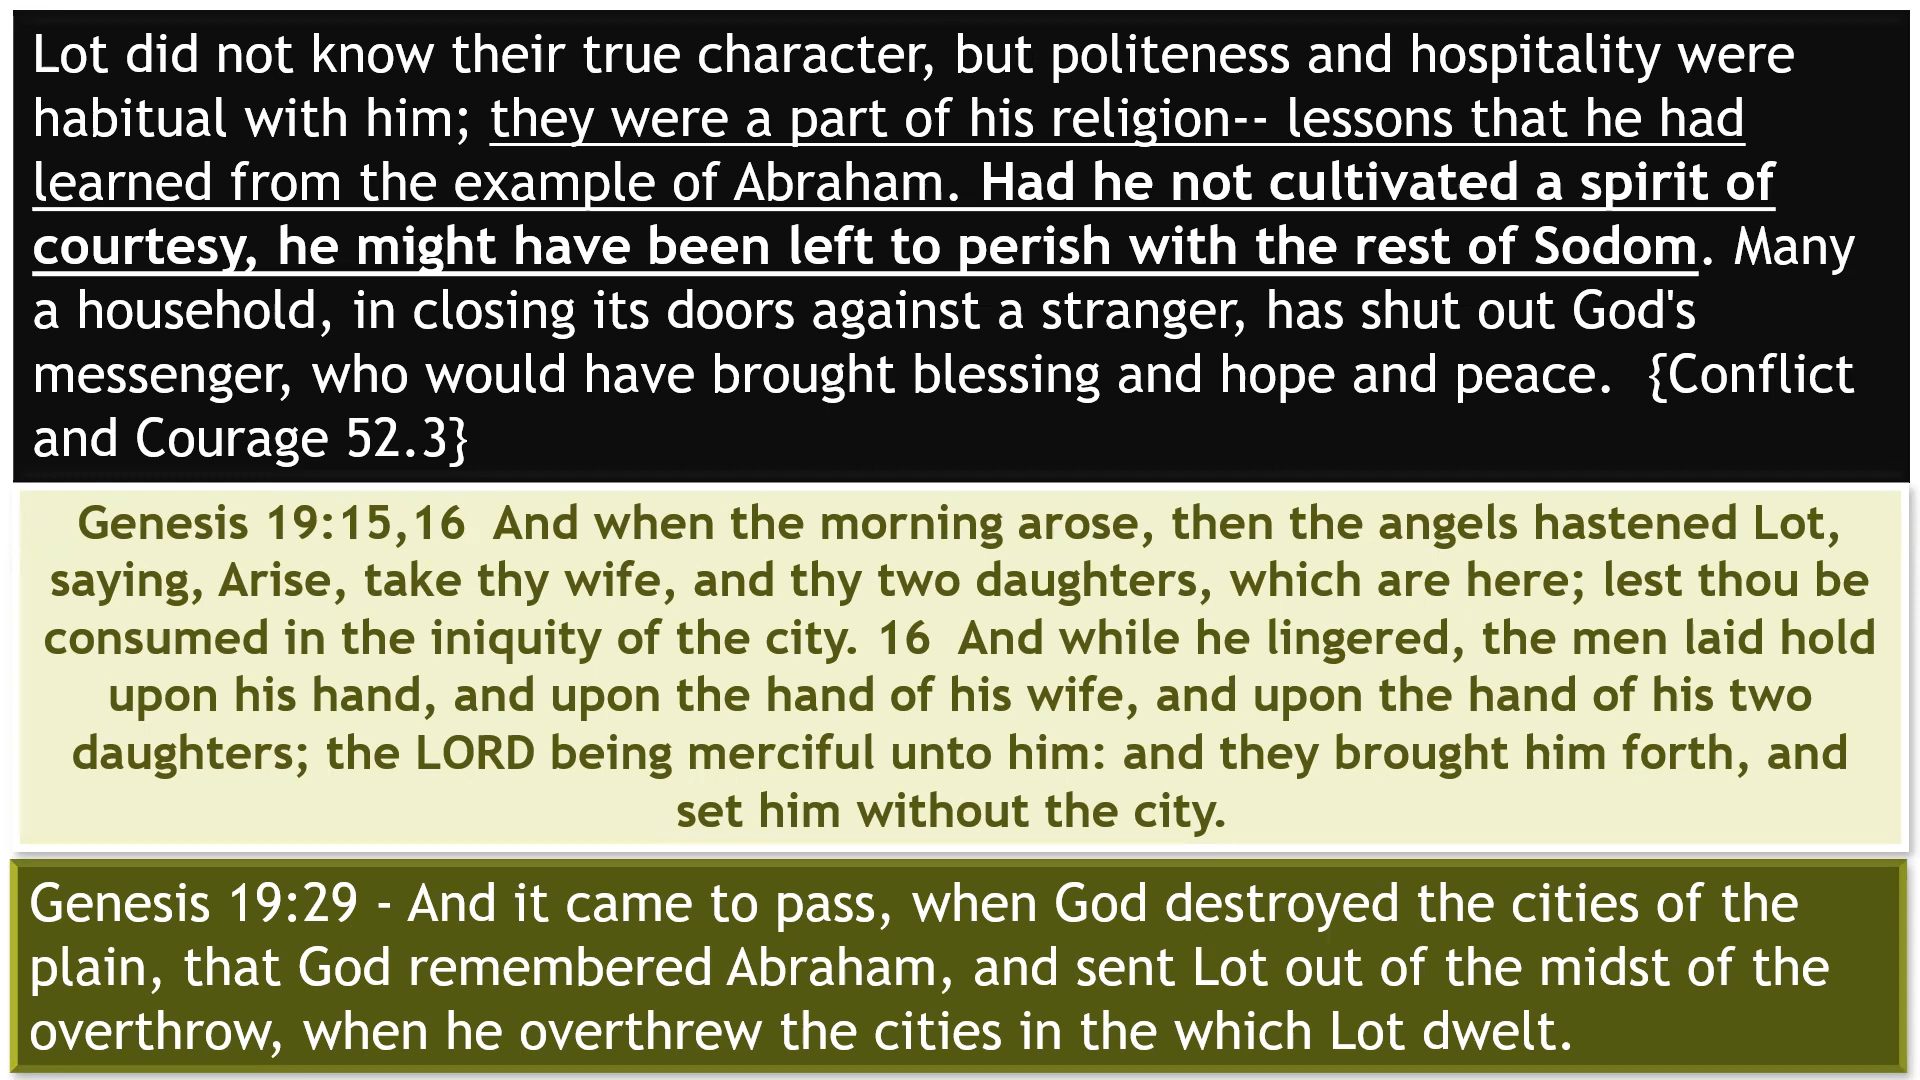 Lot did not know their true character, but politeness and hospitality were
habitual with him; they were a part of his religion-- lessons that he had
learned from the example of Abraham. Had he not cultivated a spirit of
courtesy, he might have been left to perish with the rest of Sodom. Many
a household, in closing its doors against a stranger, has shut out God's
messenger, who would have brought blessing and hope and peace.  {Conflict
and Courage 52.3}
Genesis 19:15,16  And when the morning arose, then the angels hastened Lot,
saying, Arise, take thy wife, and thy two daughters, which are here; lest thou be
consumed in the iniquity of the city. 16  And while he lingered, the men laid hold
upon his hand, and upon the hand of his wife, and upon the hand of his two
daughters; the LORD being merciful unto him: and they brought him forth, and
set him without the city.
Genesis 19:29 - And it came to pass, when God destroyed the cities of the
plain, that God remembered Abraham, and sent Lot out of the midst of the
overthrow, when he overthrew the cities in the which Lot dwelt.